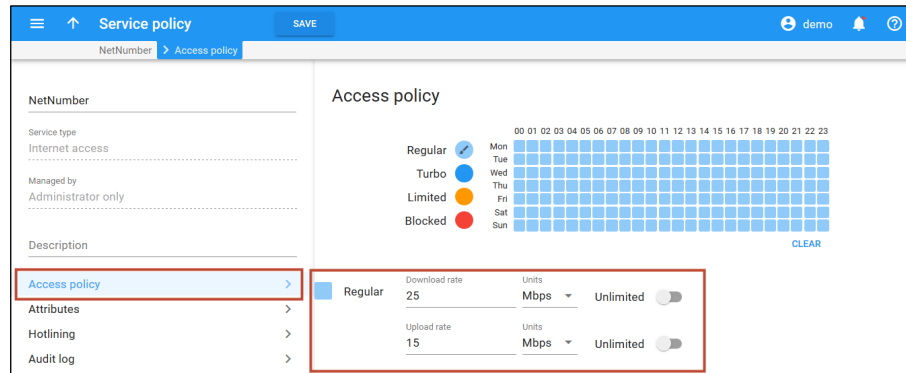 Service policy SAVE demo
NetNumber Access policy
NetNumber
Service type
Internet access
Managed by
Administrator only
Description
Access policy
Attributes
Hotlining
Audit log
Access policy
00 01 02 03 04 05 06 07 08 09 10 11 12 13 14 15 16 17 18 19 20 21 22 23
Regular
Turbo
Limited
Blocked
Mon
Tue
Wed
Thu
Fri
Sat
Sun
CLEAR
Download rate Units
Regular 25 Mbps Unlimited
Upload rate Units
15 Mbps Unlimited